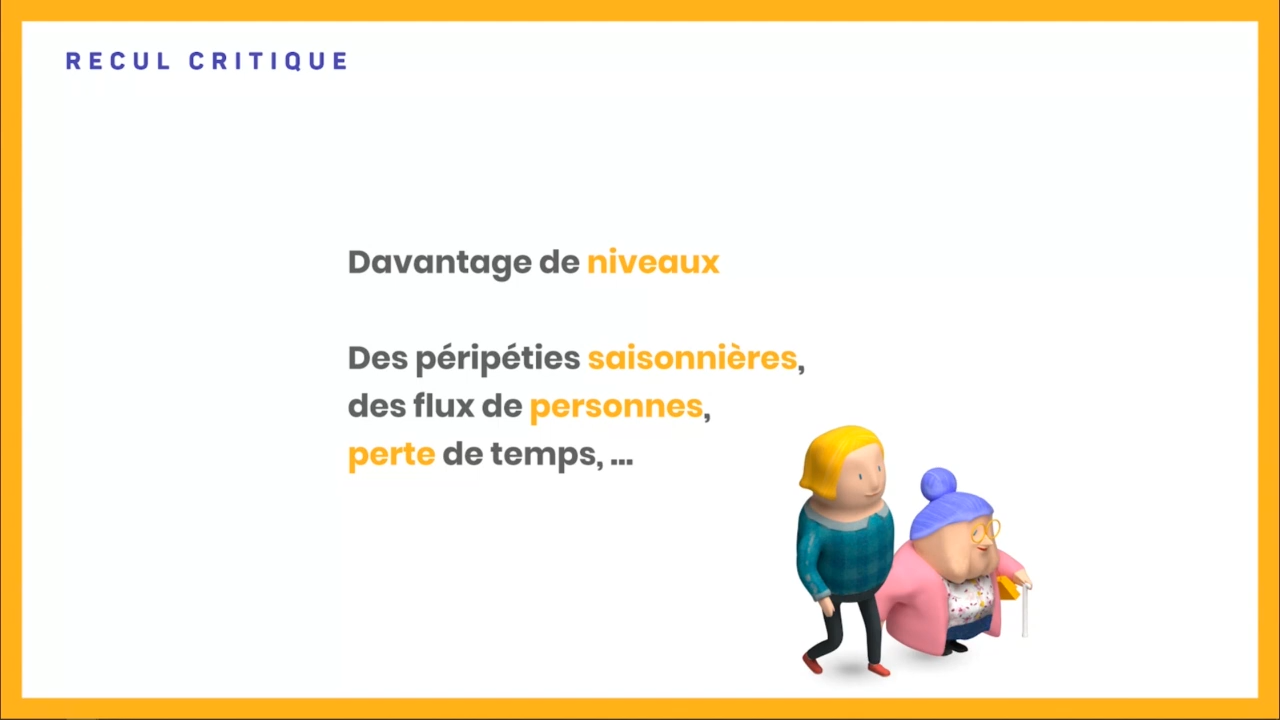 RECUL CRITIQUE
Davantage de niveaux
Des péripéties saisonnières,
des flux de personnes,
perte de temps, ...